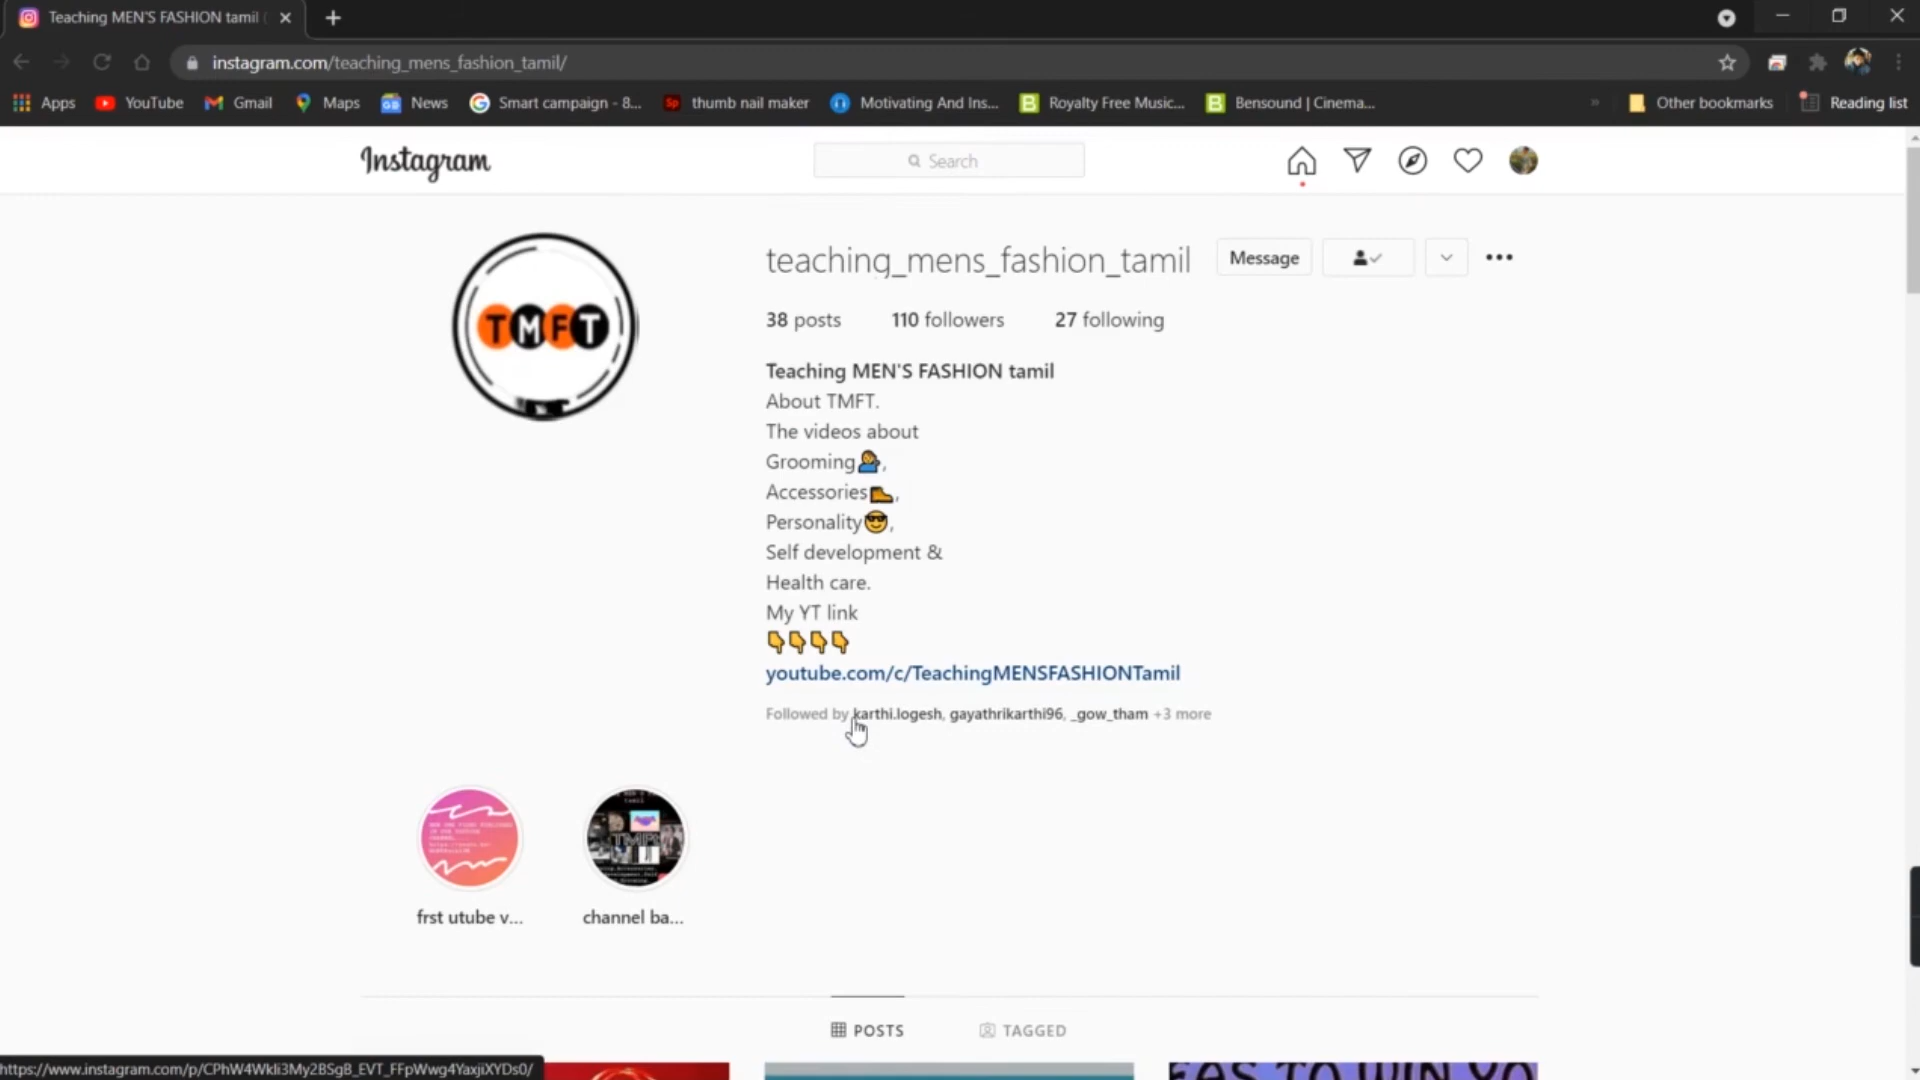 Teaching MEN'S FASHION tamil (
instagram.com/teaching_mens_fashion_tamil/
Apps YouTube Gmail Maps News Smart campaign - 8... thumb nail maker Motivating And Ins... Royalty Free Music... Bensound | Cinema... » Other bookmarks Reading list
Instagram
Search
teaching_mens_fashion_tamil Message
38 posts 110 followers 27 following
TMFT
Teaching MEN'S FASHION tamil
About TMFT.
The videos about
Grooming💇,
Accessories🥾,
Personality😎,
Self development &
Health care.
My YT link
👇👇👇👇
youtube.com/c/TeachingMENSFASHIONTamil
Followed by karthi.logesh, gayathrikarthi96, _gow_tham +3 more
frst utube v... channel ba...
POSTS TAGGED
https://www.instagram.com/p/CPhW4Wkli3My2BSgB_EVT_FFpWwg4YaxjiXYDs0/